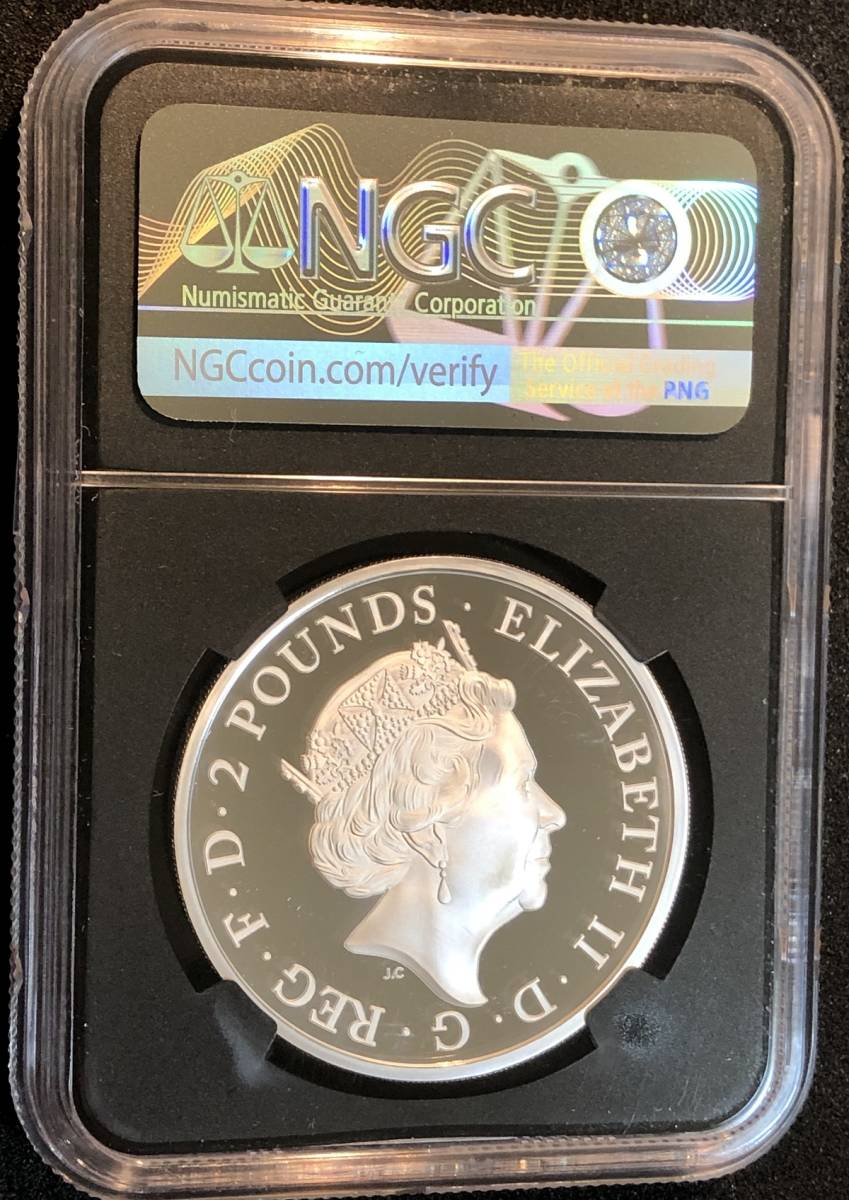 NGC
Numismatic Guaranty Corporation
NGCcoin.com/verify
The Official Grading
Service of the PNG
ELIZABETH II · D · G · REG · F · D · 2 POUNDS ·
J.C